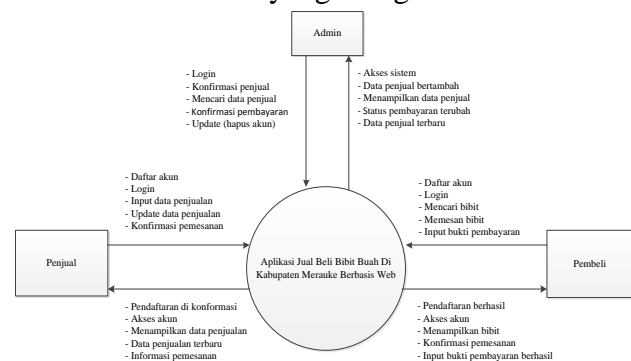 Admin
- Login
- Konfirmasi penjual
- Mencari data penjual
- Konfirmasi pembayaran
- Update (hapus akun)
- Akses sistem
- Data penjual bertambah
- Menampilkan data penjual
- Status pembayaran terubah
- Data penjual terbaru
- Daftar akun
- Login
- Input data penjualan
- Update data penjualan
- Konfirmasi pemesanan
- Daftar akun
- Login
- Mencari bibit
- Memesan bibit
- Input bukti pembayaran
Penjual
Aplikasi Jual Beli Bibit Buah Di
Kabupaten Merauke Berbasis Web
Pembeli
- Pendaftaran di konformasi
- Akses akun
- Menampilkan data penjualan
- Data penjualan terbaru
- Informasi pemesanan
- Pendaftaran berhasil
- Akses akun
- Menampilkan bibit
- Konfirmasi pemesanan
- Input bukti pembayaran berhasil